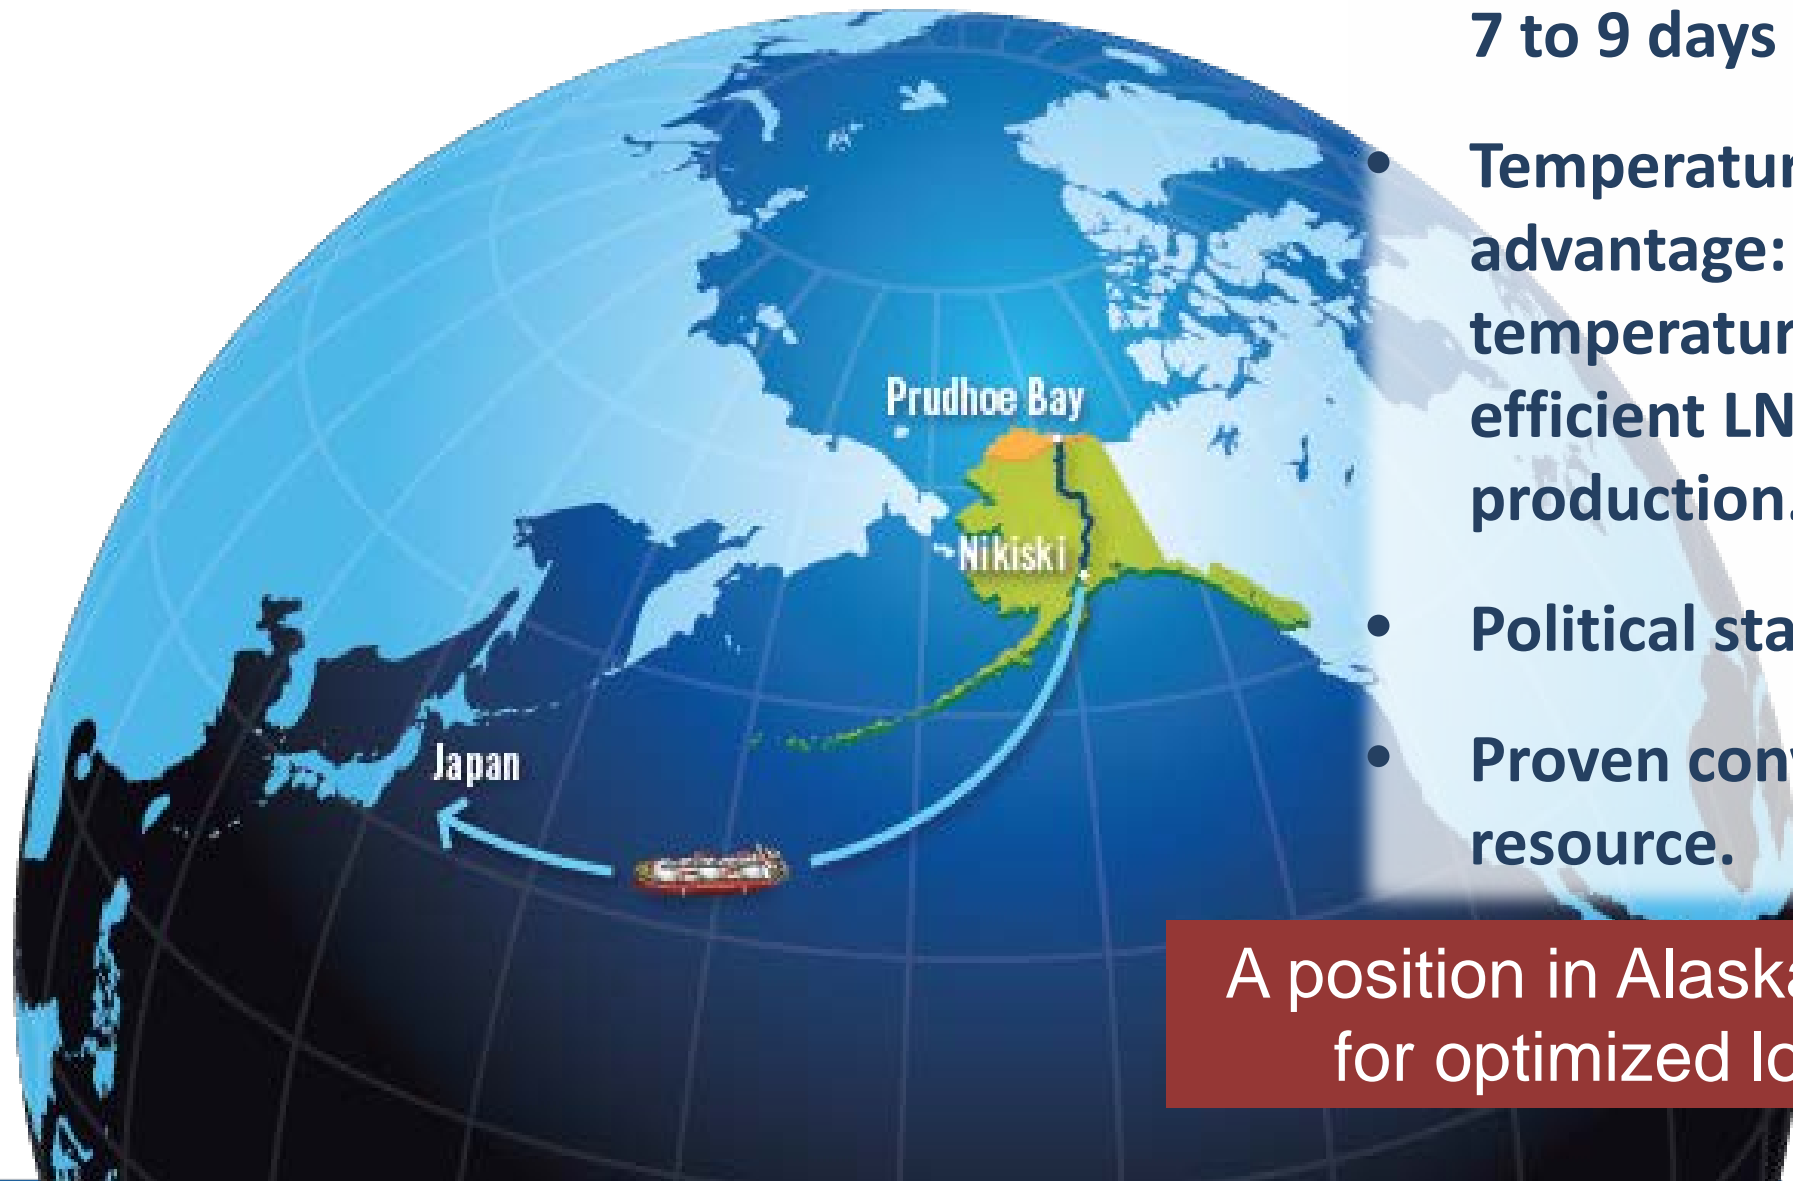 7 to 9 days
Prudhoe Bay
Nikiski
Japan
• Temperatur
advantage:
temperatur
efficient LN
production.
• Political sta
• Proven con
resource.
A position in Alaska
for optimized lo